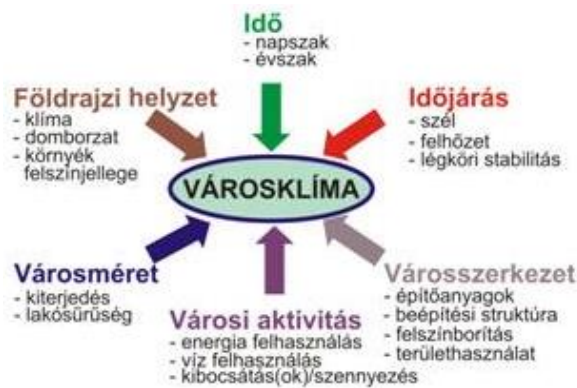 Idő
- napszak
- évszak
Földrajzi helyzet
- klíma
- domborzat
- környék
felszínjellege
Időjárás
- szél
- felhőzet
- légköri stabilitás
VÁROSKLÍMA
Városméret
- kiterjedés
- lakósűrűség
Városi aktivitás
- energia felhasználás
- víz felhasználás
- kibocsátás(ok)/szennyezés
Városszerkezet
- építőanyagok
- beépítési struktúra
- felszínborítás
- területhasználat